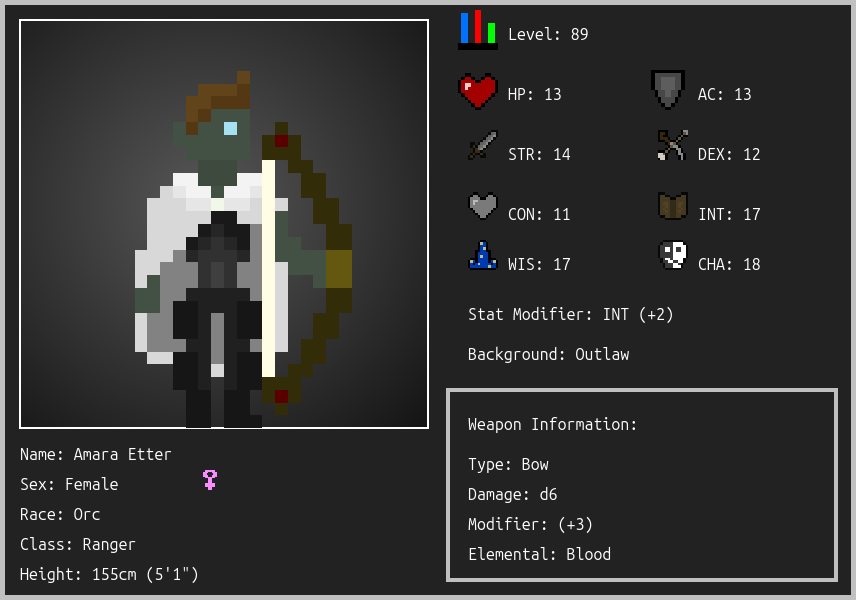 Level: 89
HP: 13
AC: 13
STR: 14
DEX: 12
CON: 11
INT: 17
WIS: 17
CHA: 18
Stat Modifier: INT (+2)
Background: Outlaw
Weapon Information:
Type: Bow
Damage: d6
Modifier: (+3)
Elemental: Blood
Name: Amara Etter
Sex: Female
Race: Orc
Class: Ranger
Height: 155cm (5'1")